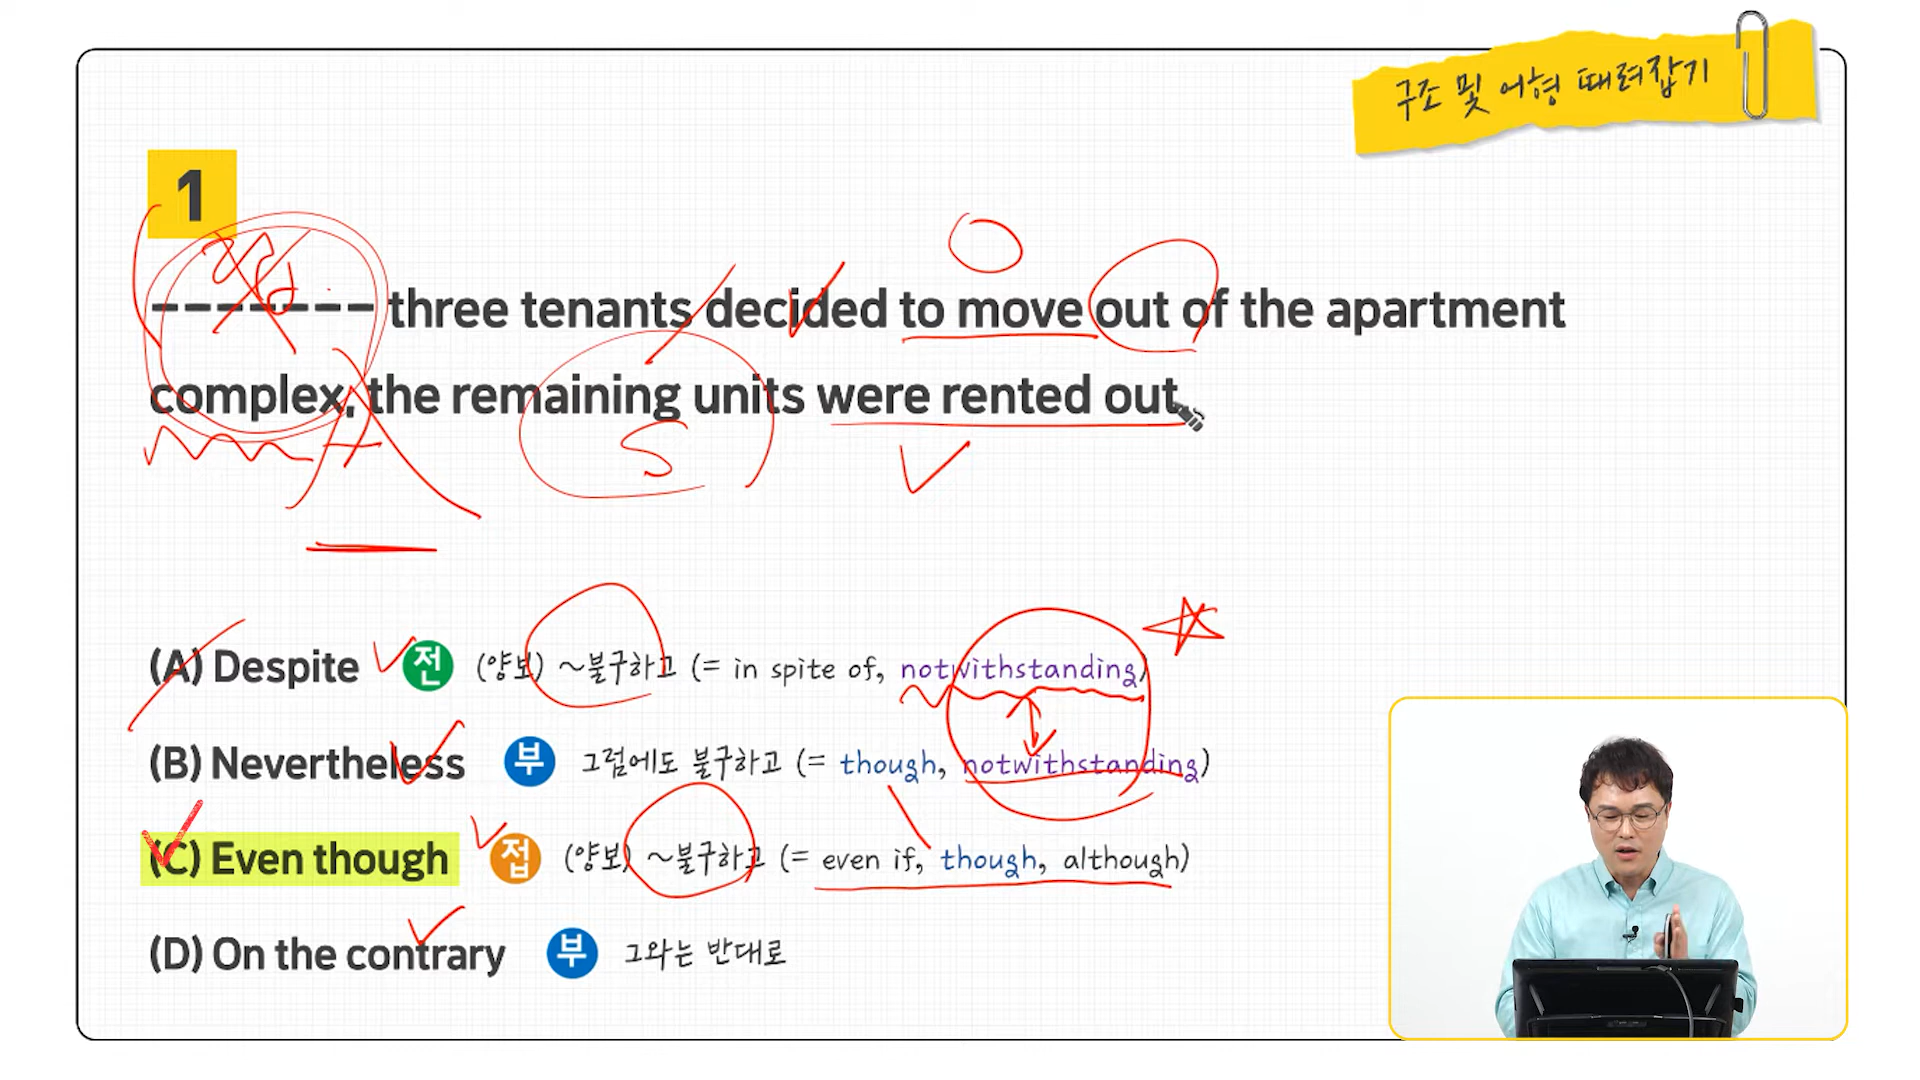 구조 및 어형 때려잡기
1
------- three tenants decided to move out of the apartment
complex, the remaining units were rented out.
S
(A) Despite 전 (양보) ~불구하고 (= in spite of, notwithstanding)
(B) Nevertheless 부 그럼에도 불구하고 (= though, notwithstanding)
(C) Even though 접 (양보) ~불구하고 (= even if, though, although)
(D) On the contrary 부 그와는 반대로